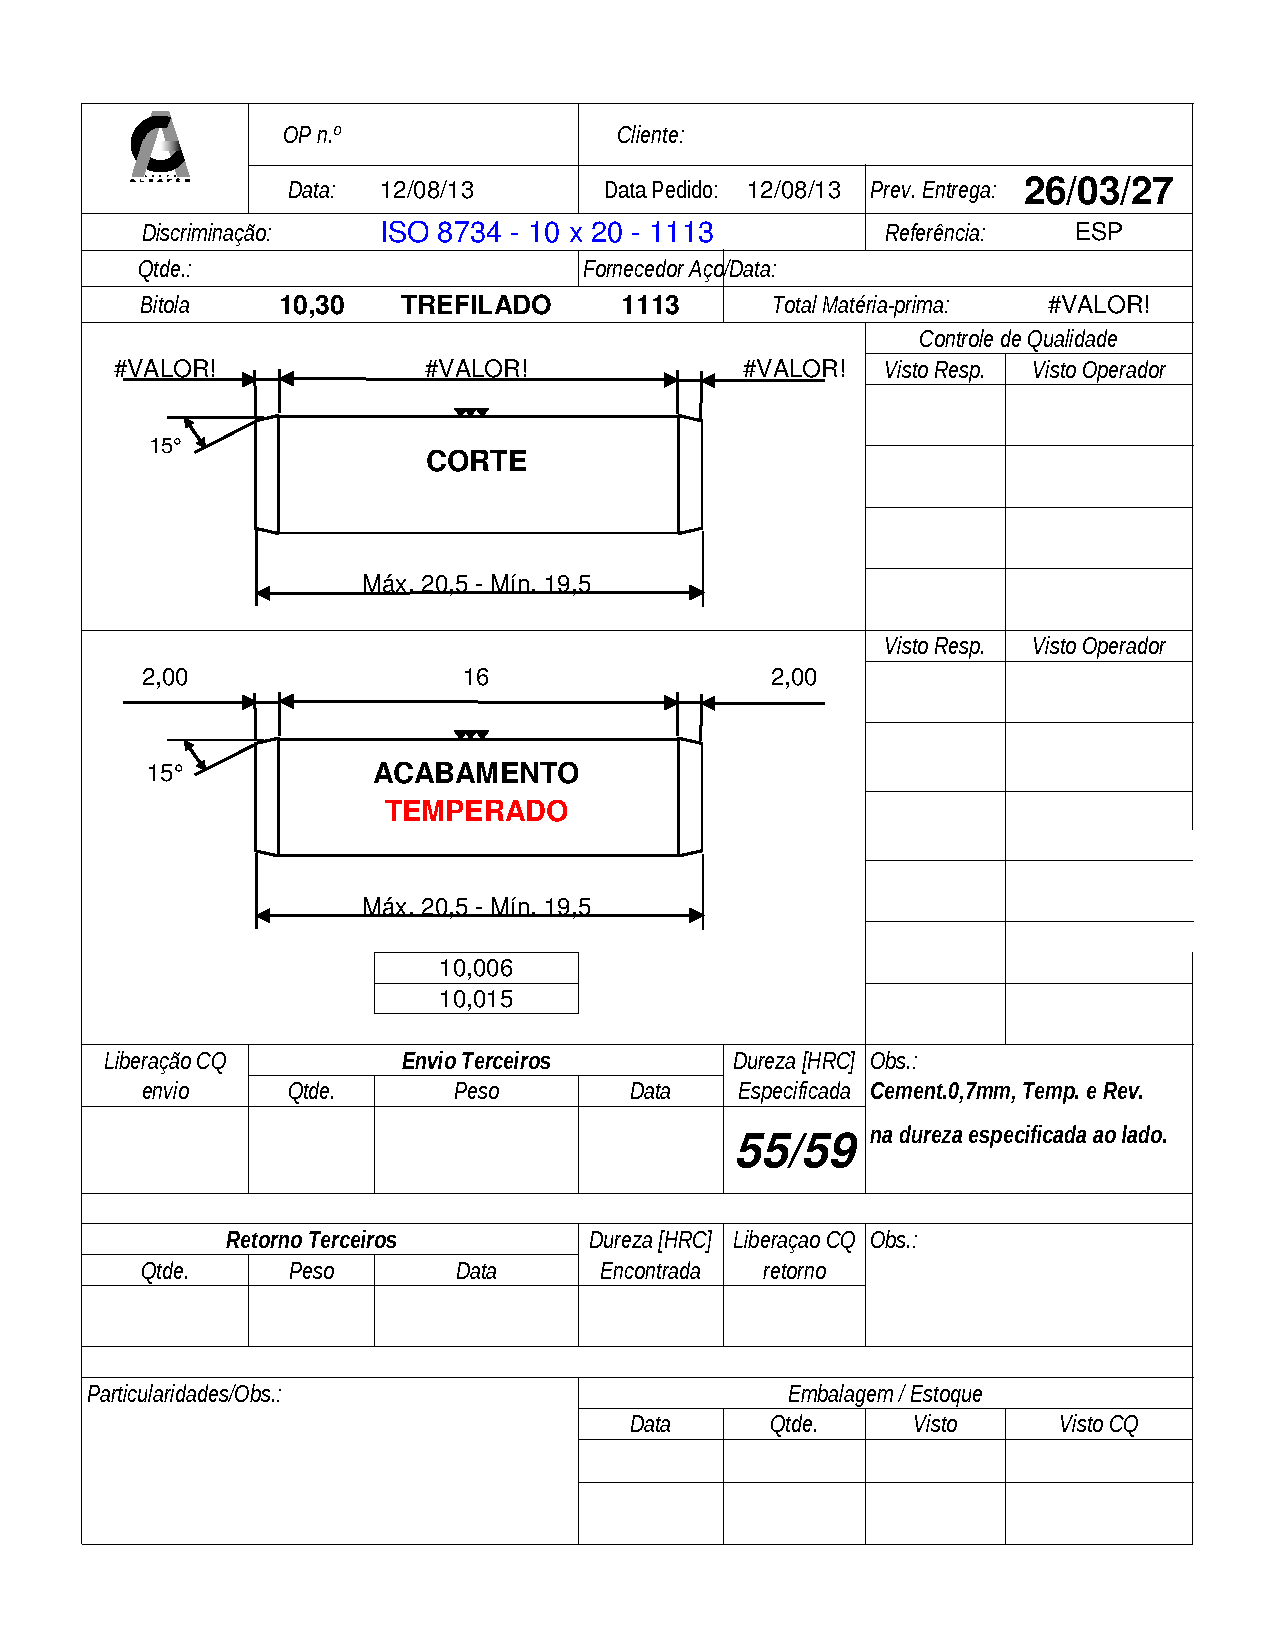 OP n.º Cliente:
Data: 12/08/13 Data Pedido: 12/08/13 Prev. Entrega: 26/03/27
Discriminação: ISO 8734 - 10 x 20 - 1113 Referência: ESP
Qtde.: Fornecedor Aço/Data:
Bitola 10,30 TREFILADO 1113 Total Matéria-prima: #VALOR!
Controle de Qualidade
#VALOR! #VALOR! #VALOR! Visto Resp. Visto Operador
15°
CORTE
Máx. 20,5 - Mín. 19,5
Visto Resp. Visto Operador
2,00 16 2,00
15° ACABAMENTO
TEMPERADO
Máx. 20,5 - Mín. 19,5
10,006
10,015
Liberação CQ Envio Terceiros Dureza [HRC] Obs.:
envio Qtde. Peso Data Especificada Cement.0,7mm, Temp. e Rev.
55/59 na dureza especificada ao lado.
Retorno Terceiros Dureza [HRC] Liberaçao CQ Obs.:
Qtde. Peso Data Encontrada retorno
Particularidades/Obs.: Embalagem / Estoque
Data Qtde. Visto Visto CQ